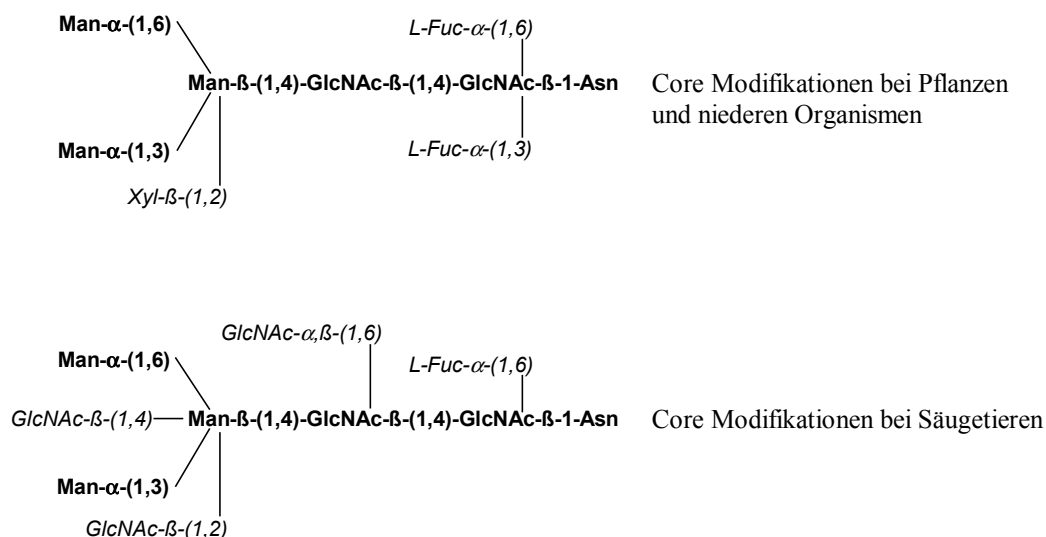 Man-α-(1,6)
L-Fuc-α-(1,6)
Man-ß-(1,4)-GlcNAc-ß-(1,4)-GlcNAc-ß-1-Asn
Core Modifikationen bei Pflanzen
und niederen Organismen
Man-α-(1,3)
L-Fuc-α-(1,3)
Xyl-ß-(1,2)
GlcNAc-α,ß-(1,6)
Man-α-(1,6)
L-Fuc-α-(1,6)
GlcNAc-ß-(1,4)
Man-ß-(1,4)-GlcNAc-ß-(1,4)-GlcNAc-ß-1-Asn
Core Modifikationen bei Säugetieren
Man-α-(1,3)
GlcNAc-ß-(1,2)